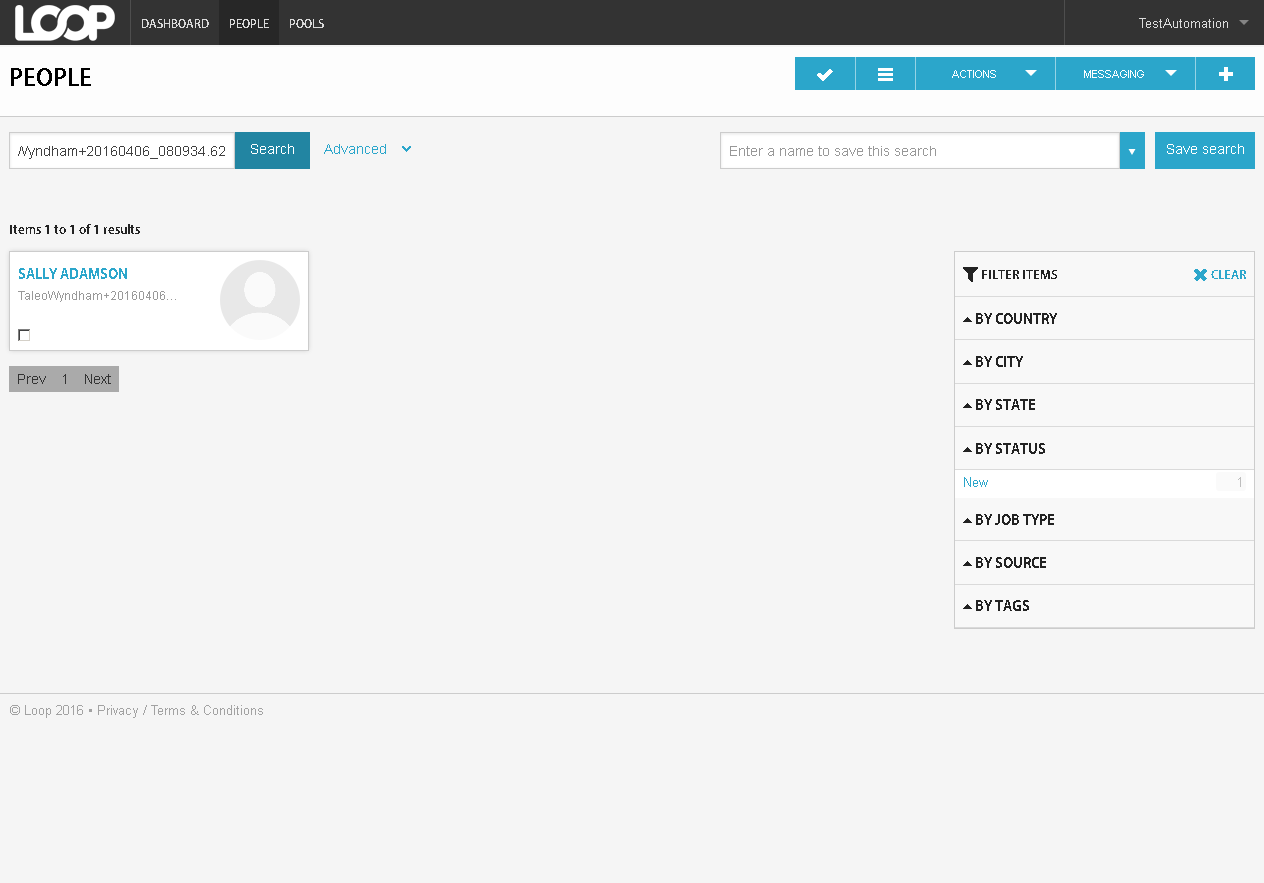 LOOP DASHBOARD PEOPLE POOLS TestAutomation
PEOPLE
ACTIONS MESSAGING
Wyndham+20160406_080934.62 Search Advanced Enter a name to save this search Save search
Items 1 to 1 of 1 results
SALLY ADAMSON
TaleoWyndham+20160406...
Prev 1 Next
FILTER ITEMS CLEAR
BY COUNTRY
BY CITY
BY STATE
BY STATUS
New 1
BY JOB TYPE
BY SOURCE
BY TAGS
© Loop 2016 • Privacy / Terms & Conditions